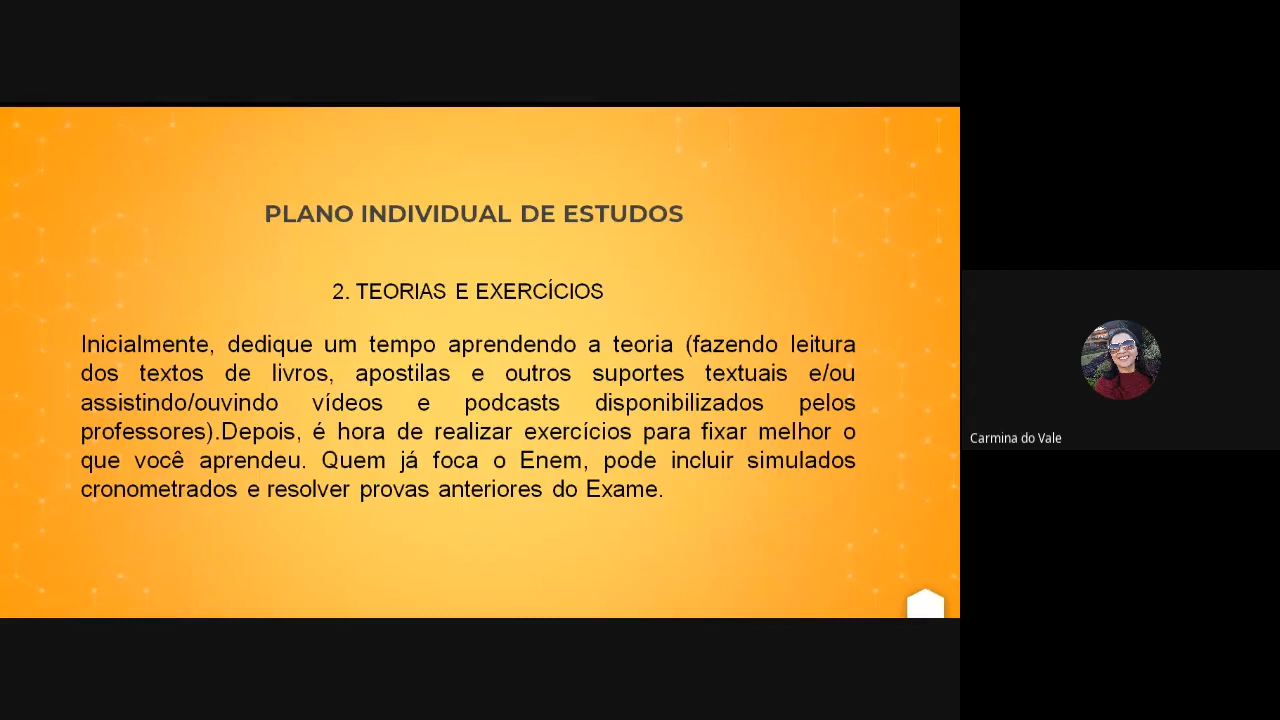 PLANO INDIVIDUAL DE ESTUDOS
2. TEORIAS E EXERCÍCIOS
Inicialmente, dedique um tempo aprendendo a teoria (fazendo leitura
dos textos de livros, apostilas e outros suportes textuais e/ou
assistindo/ouvindo vídeos e podcasts disponibilizados pelos
professores).Depois, é hora de realizar exercícios para fixar melhor o
que você aprendeu. Quem já foca o Enem, pode incluir simulados
cronometrados e resolver provas anteriores do Exame.
Carmina do Vale